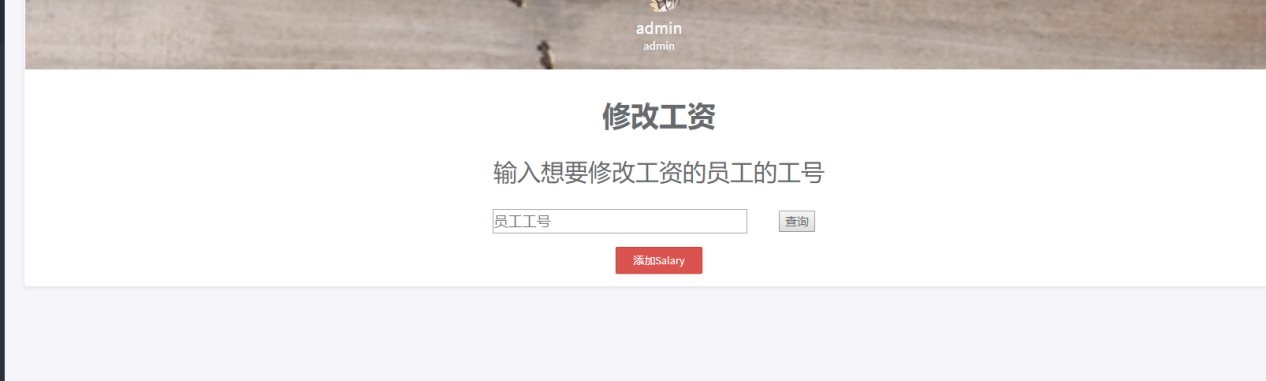 admin
admin
修改工资
输入想要修改工资的员工的工号
员工工号 查询
添加Salary